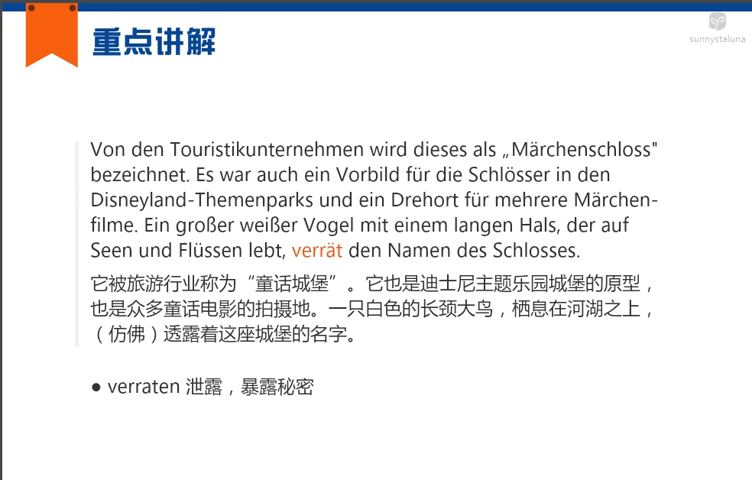 重点讲解
sunnystaluna
Von den Touristikunternehmen wird dieses als „Märchenschloss"
bezeichnet. Es war auch ein Vorbild für die Schlösser in den
Disneyland-Themenparks und ein Drehort für mehrere Märchen-
filme. Ein großer weißer Vogel mit einem langen Hals, der auf
Seen und Flüssen lebt, verrät den Namen des Schlosses.
它被旅游行业称为“童话城堡”。它也是迪士尼主题乐园城堡的原型，
也是众多童话电影的拍摄地。一只白色的长颈大鸟，栖息在河湖之上，
（仿佛）透露着这座城堡的名字。
● verraten 泄露，暴露秘密